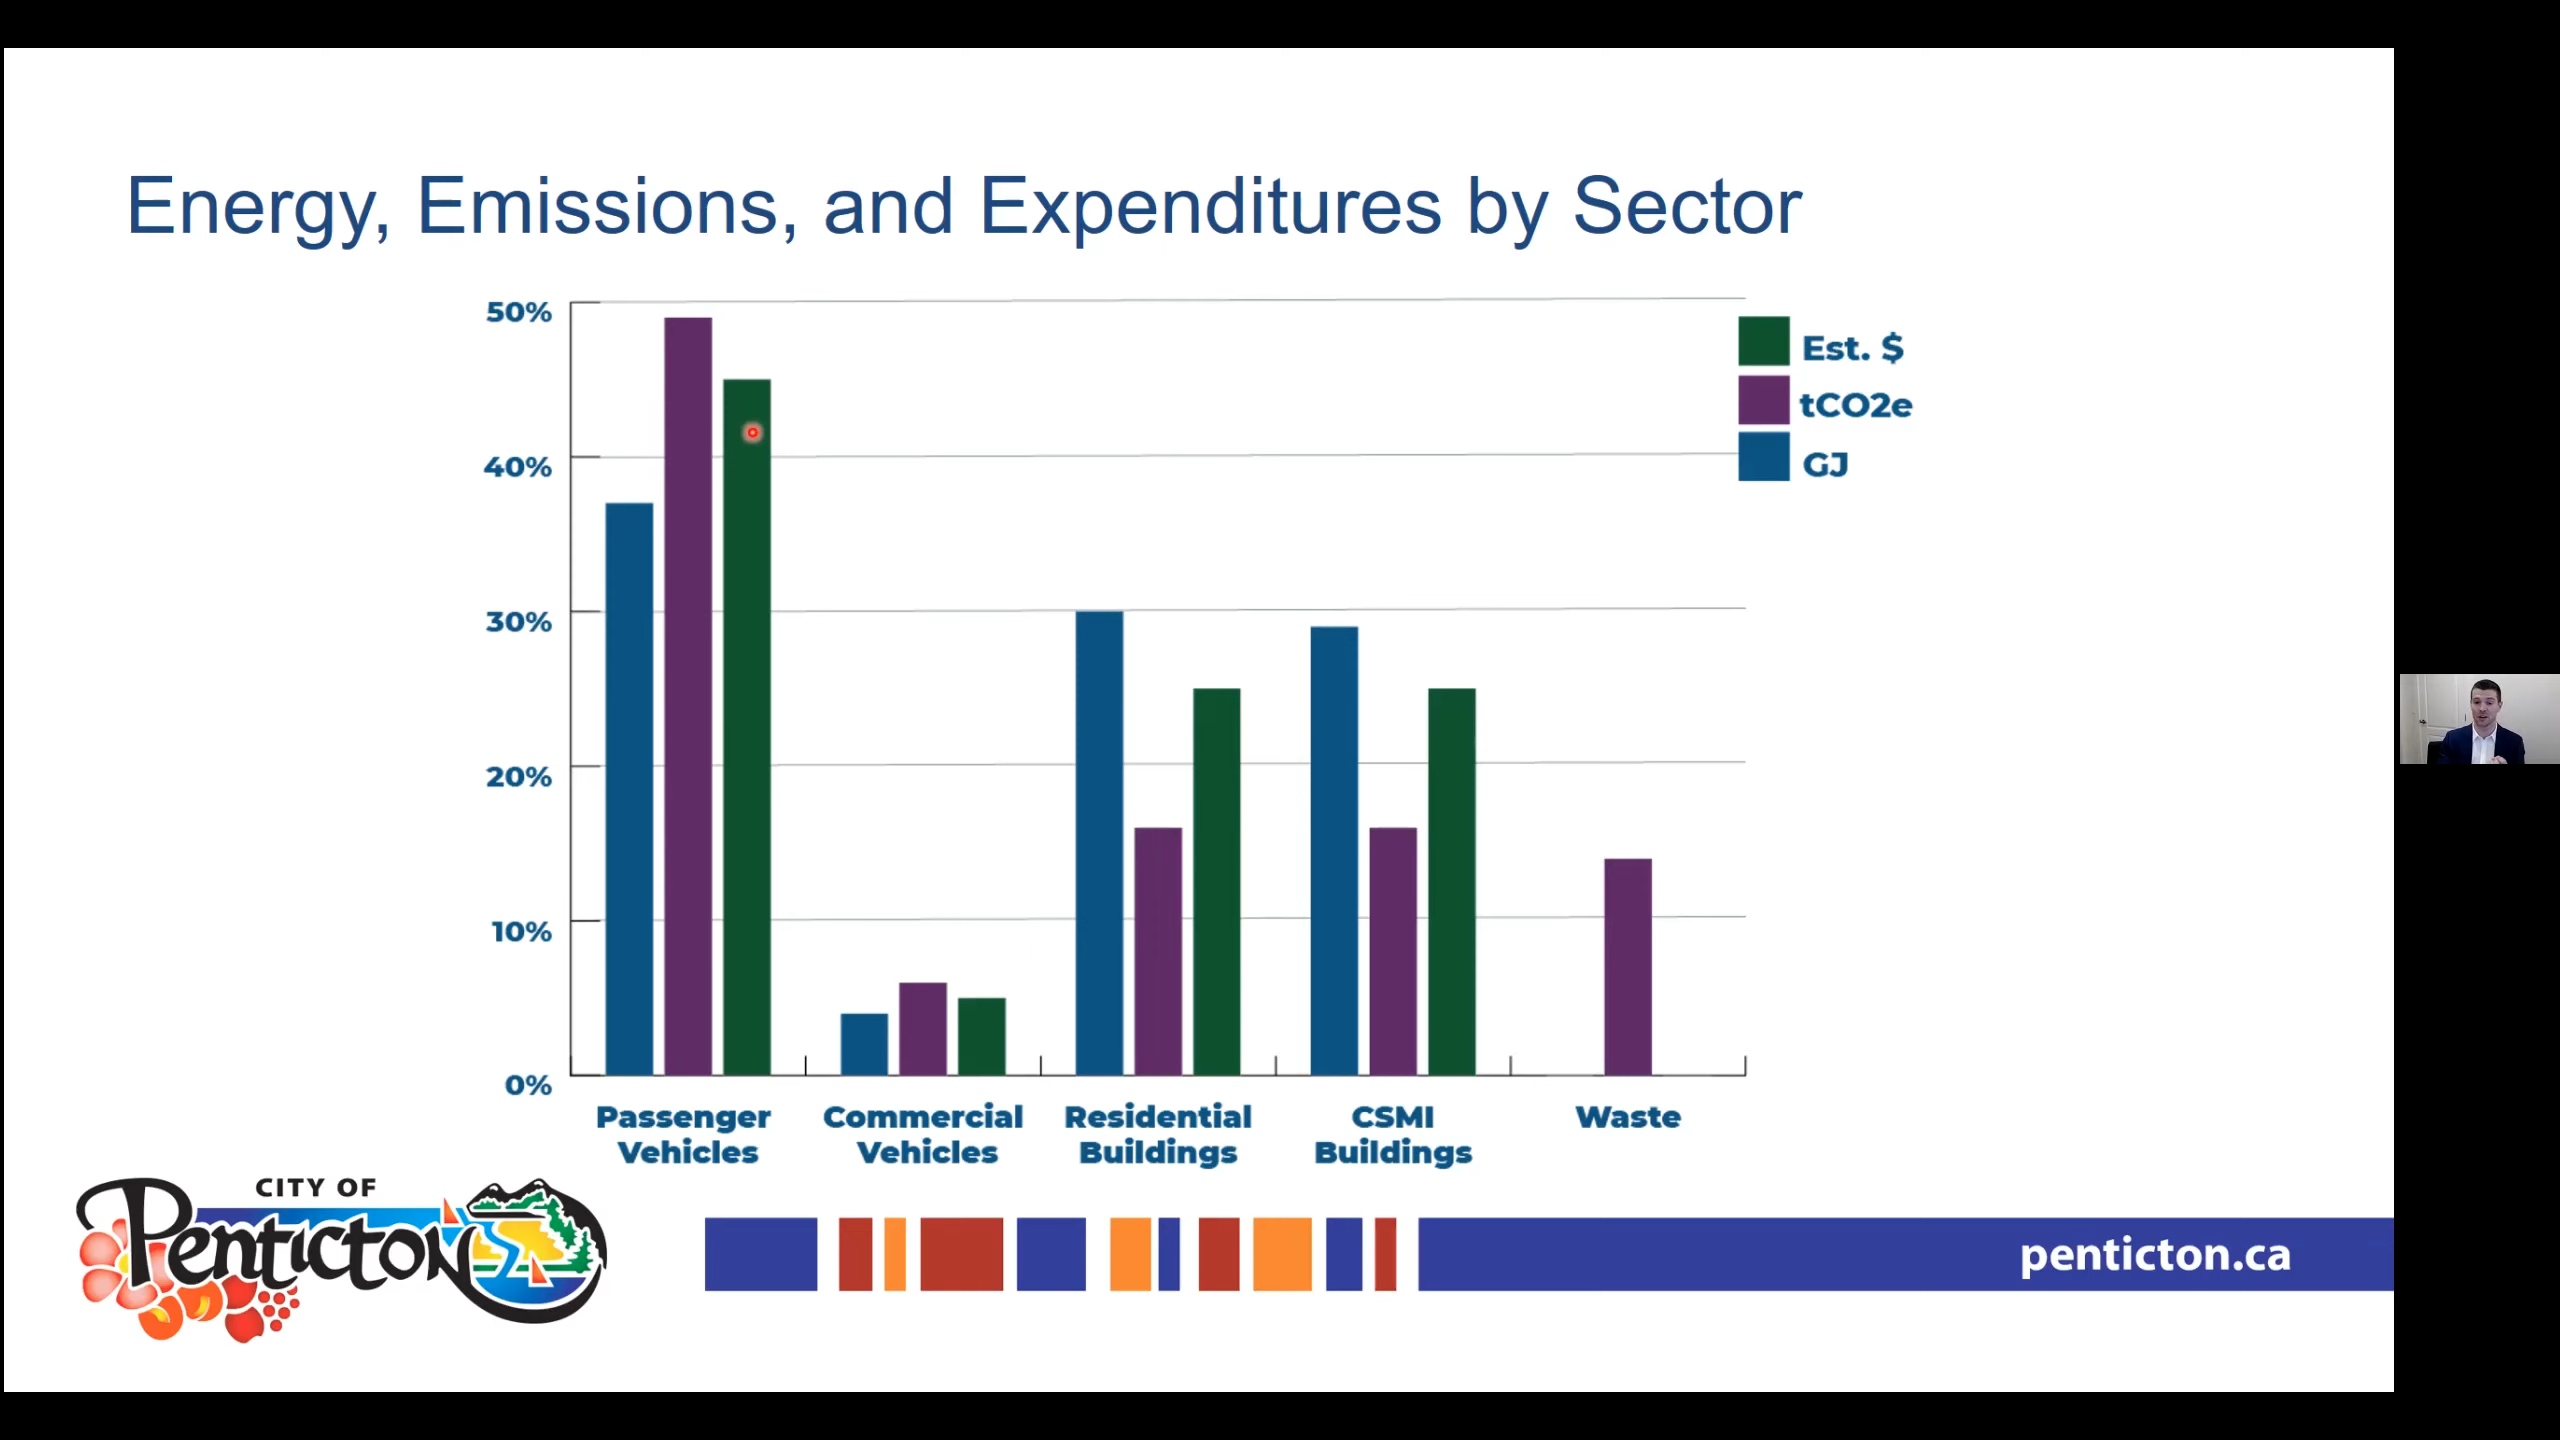 Energy, Emissions, and Expenditures by Sector
50%
40%
30%
20%
10%
0%
Est. $
tCO2e
GJ
Passenger
Vehicles
Commercial
Vehicles
Residential
Buildings
CSMI
Buildings
Waste
CITY OF
Penticton
penticton.ca